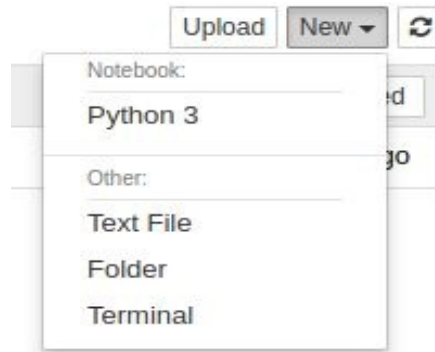 Upload New
Notebook:
Python 3
Other:
Text File
Folder
Terminal